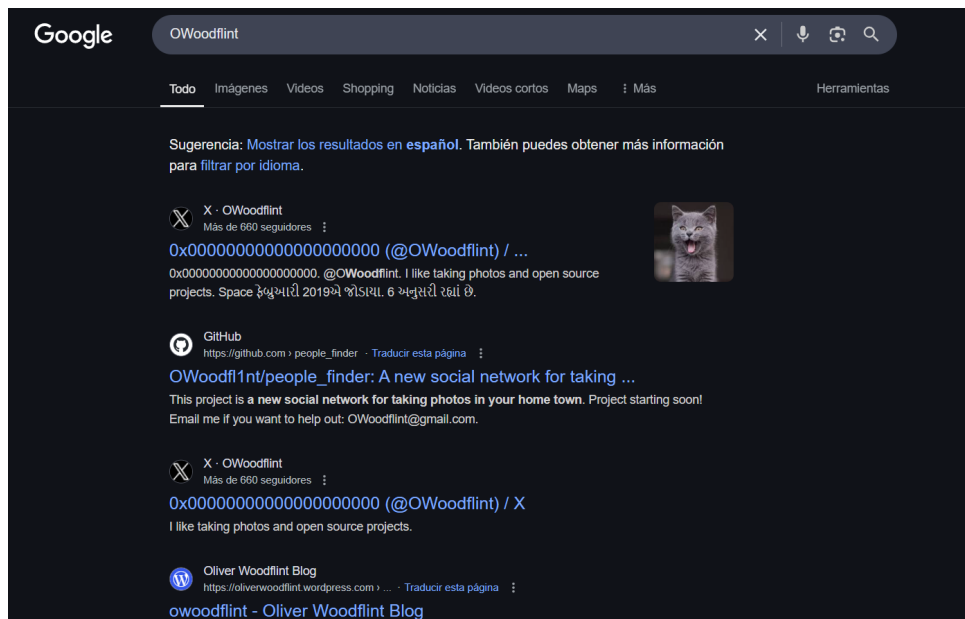 Google
OWoodflint
Todo Imágenes Videos Shopping Noticias Videos cortos Maps Más Herramientas
Sugerencia: Mostrar los resultados en español. También puedes obtener más información
para filtrar por idioma.
X · OWoodflint
Más de 660 seguidores
0x00000000000000000000 (@OWoodflint) / ...
0x00000000000000000000. @OWoodflint. I like taking photos and open source
projects. Space ફેબ્રુઆરી 2019એ જોડાયા. 6 અનુસરી રહ્યાં છે.
GitHub
https://github.com › people_finder · Traducir esta página
OWoodfl1nt/people_finder: A new social network for taking ...
This project is a new social network for taking photos in your home town. Project starting soon!
Email me if you want to help out: OWoodflint@gmail.com.
X · OWoodflint
Más de 660 seguidores
0x00000000000000000000 (@OWoodflint) / X
I like taking photos and open source projects.
Oliver Woodflint Blog
https://oliverwoodflint.wordpress.com › ... · Traducir esta página
owoodflint - Oliver Woodflint Blog